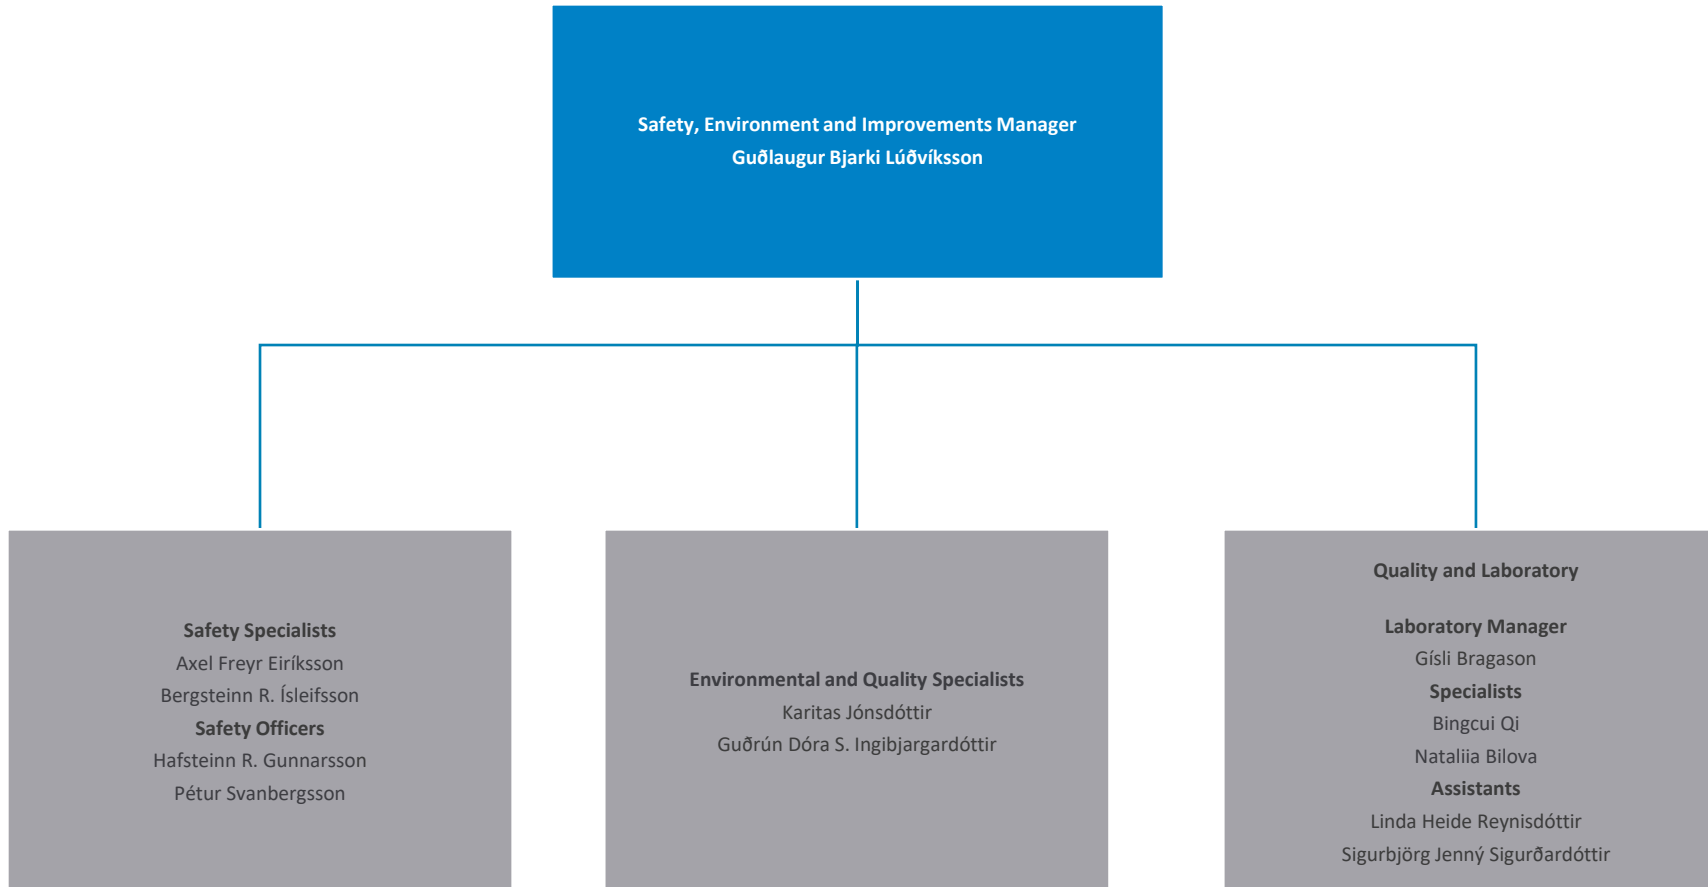 Safety, Environment and Improvements Manager
Guðlaugur Bjarki Lúðvíksson
Safety Specialists
Axel Freyr Eiríksson
Bergsteinn R. Ísleifsson
Safety Officers
Hafsteinn R. Gunnarsson
Pétur Svanbergsson
Environmental and Quality Specialists
Karitas Jónsdóttir
Guðrún Dóra S. Ingibjargardóttir
Quality and Laboratory
Laboratory Manager
Gísli Bragason
Specialists
Bingcui Qi
Nataliia Bilova
Assistants
Linda Heide Reynisdóttir
Sigurbjörg Jenný Sigurðardóttir